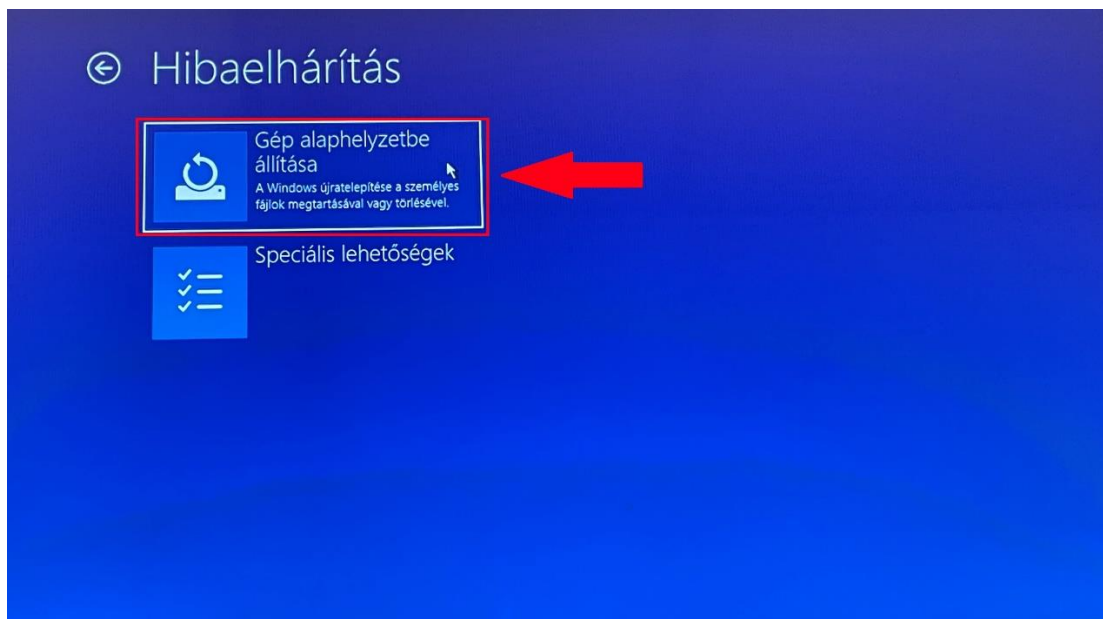 Hibaelhárítás
Gép alaphelyzetbe
állítása
A Windows újratelepítése a személyes
fájlok megtartásával vagy törlésével.
Speciális lehetőségek